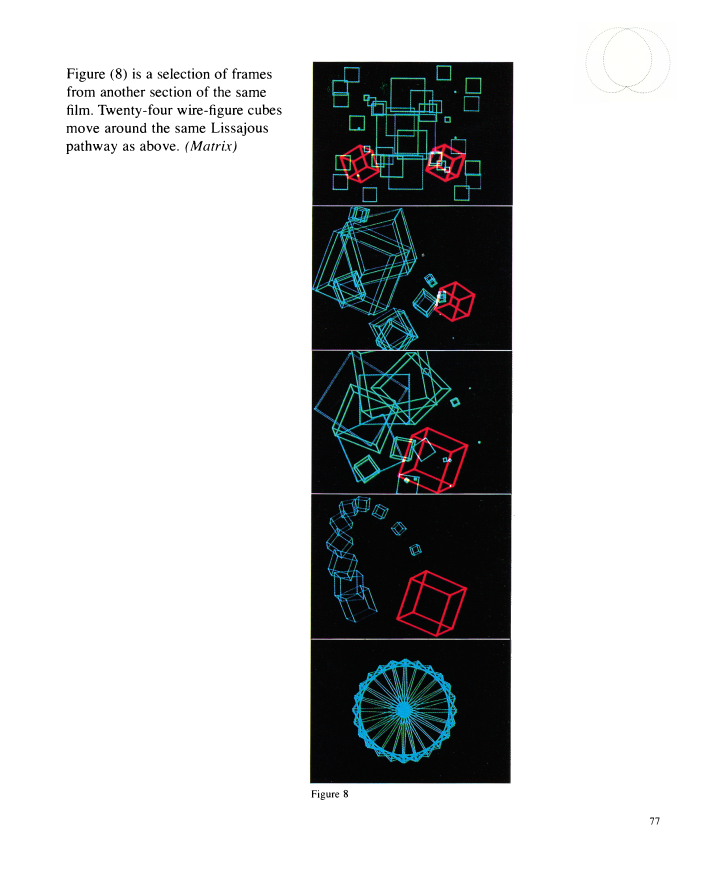 Figure (8) is a selection of frames
from another section of the same
film. Twenty-four wire-figure cubes
move around the same Lissajous
pathway as above. (Matrix)
Figure 8
77